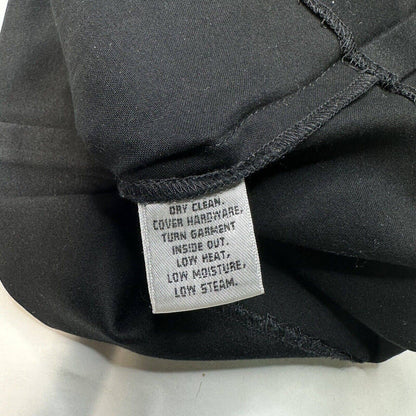 DRY CLEAN.
COVER HARDWARE,
TURN GARMENT
INSIDE OUT.
LOW HEAT,
LOW MOISTURE,
LOW STEAM.